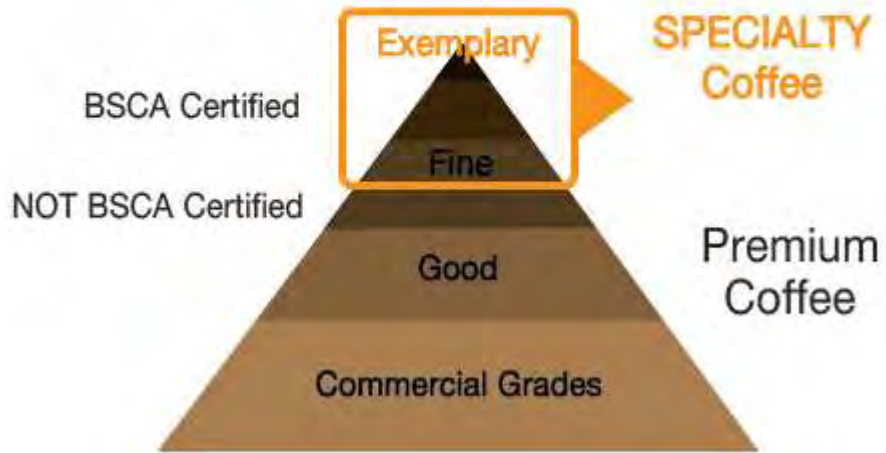 Exemplary
SPECIALTY
Coffee
BSCA Certified
Fine
NOT BSCA Certified
Premium
Coffee
Good
Commercial Grades